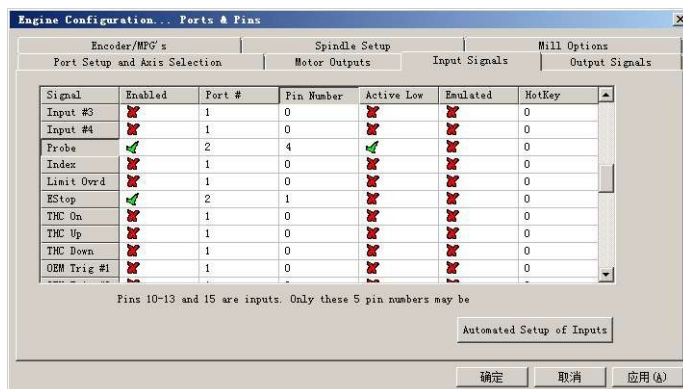 Engine Configuration... Ports & Pins
Encoder/MPG's Spindle Setup Mill Options
Port Setup and Axis Selection Motor Outputs Input Signals Output Signals
Signal Enabled Port # Pin Number Active Low Emulated HotKey
Input #3 1 0 0
Input #4 1 0 0
Probe 2 4 0
Index 1 0 0
Limit Ovrd 1 0 0
EStop 2 1 0
THC On 1 0 0
THC Up 1 0 0
THC Down 1 0 0
OEM Trig #1 1 0 0
Pins 10-13 and 15 are inputs. Only these 5 pin numbers may be
Automated Setup of Inputs
确定 取消 应用(A)